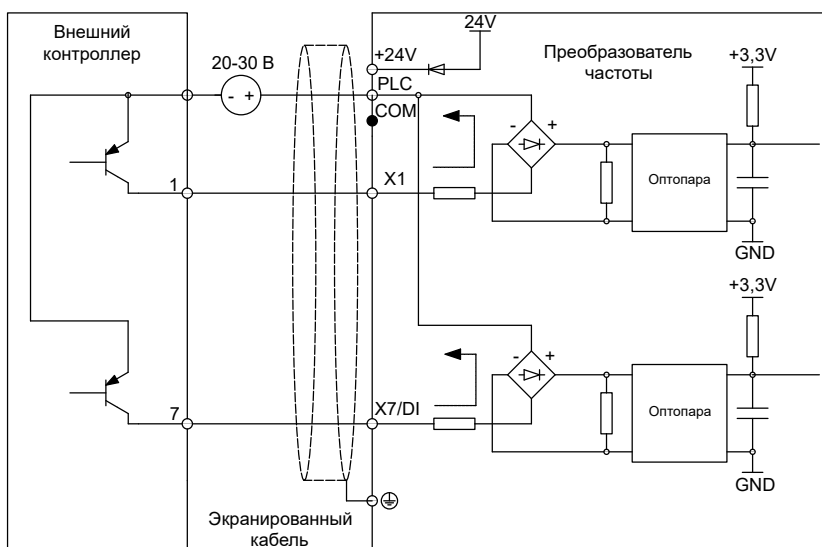 Внешний
контроллер
20-30 В
- +
24V
+24V
PLC
COM
Преобразователь
частоты
+3,3V
- +
Оптопара
1
X1
GND
+3,3V
- +
Оптопара
7
X7/DI
GND
Экранированный
кабель